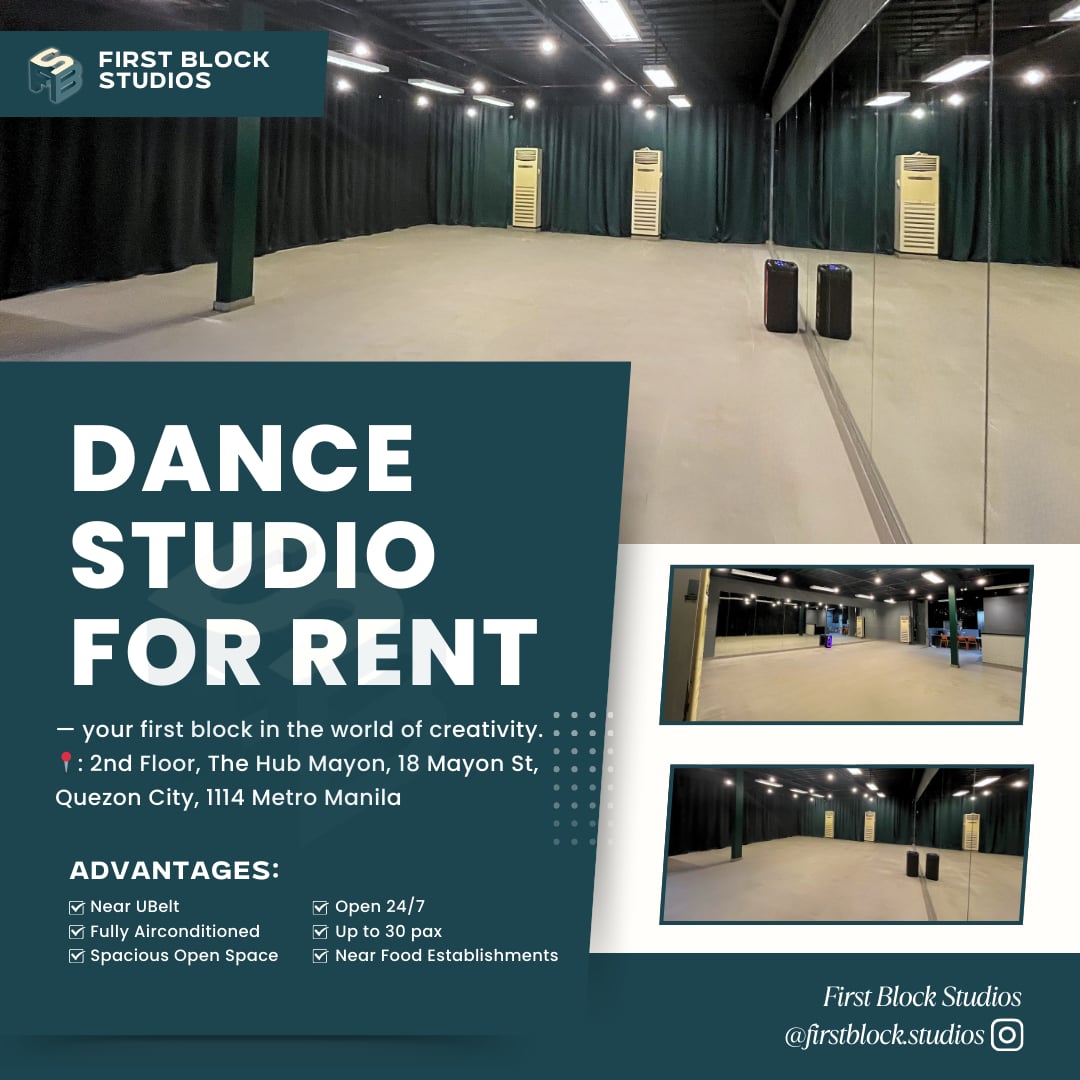 FIRST BLOCK
STUDIOS
DANCE
STUDIO
FOR RENT
— your first block in the world of creativity.
📍: 2nd Floor, The Hub Mayon, 18 Mayon St,
Quezon City, 1114 Metro Manila
ADVANTAGES:
☑ Near UBelt
☑ Fully Airconditioned
☑ Spacious Open Space
☑ Open 24/7
☑ Up to 30 pax
☑ Near Food Establishments
First Block Studios
@firstblock.studios